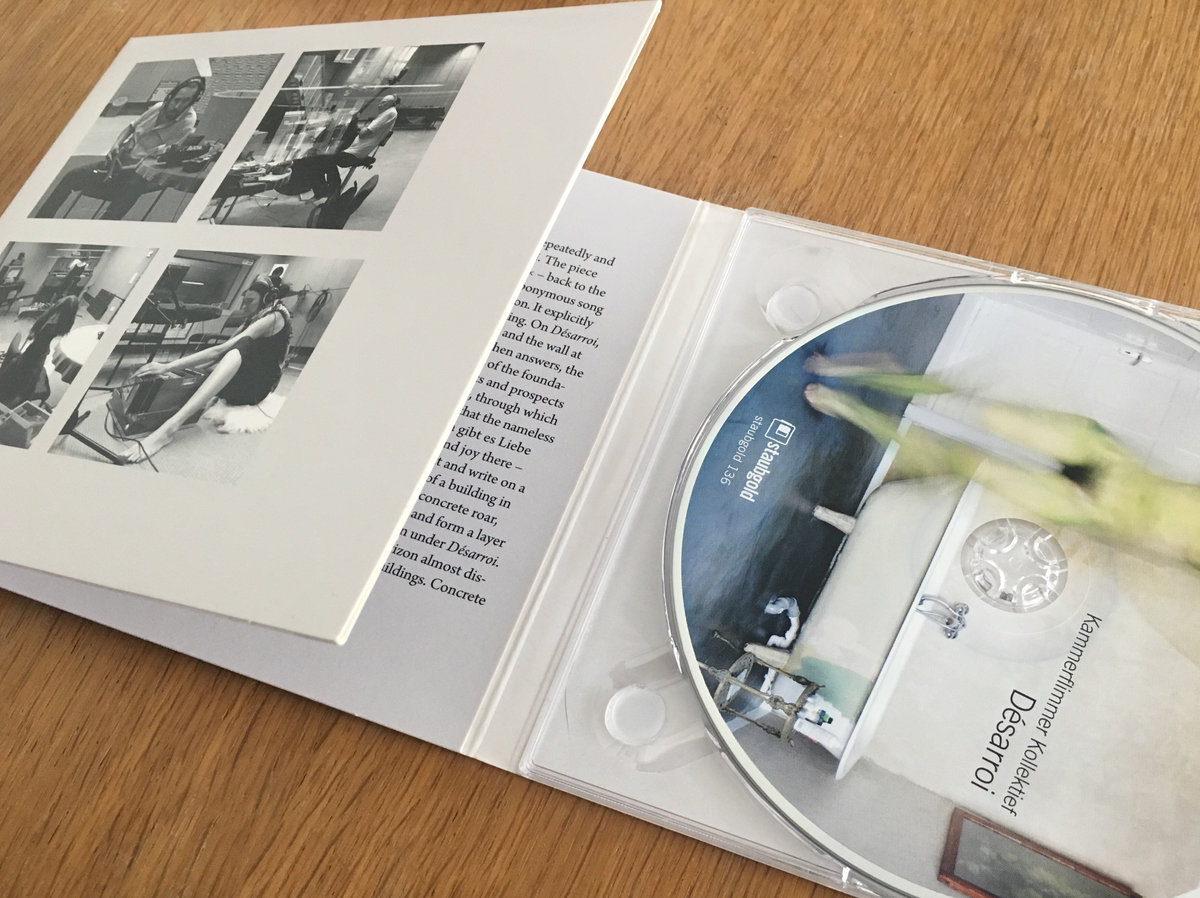 epeatedly and
. The piece
– back to the
ponymous song
on. It explicitly
ing. On Désarroi,
and the wall at
hen answers, the
of the founda-
s and prospects
, through which
hat the nameless
gibt es Liebe
nd joy there –
t and write on a
of a building in
concrete roar,
and form a layer
n under Désarroi.
izon almost dis-
ildings. Concrete
staubgold
staubgold 136
Kammerflimmer Kollektief
Désarroi